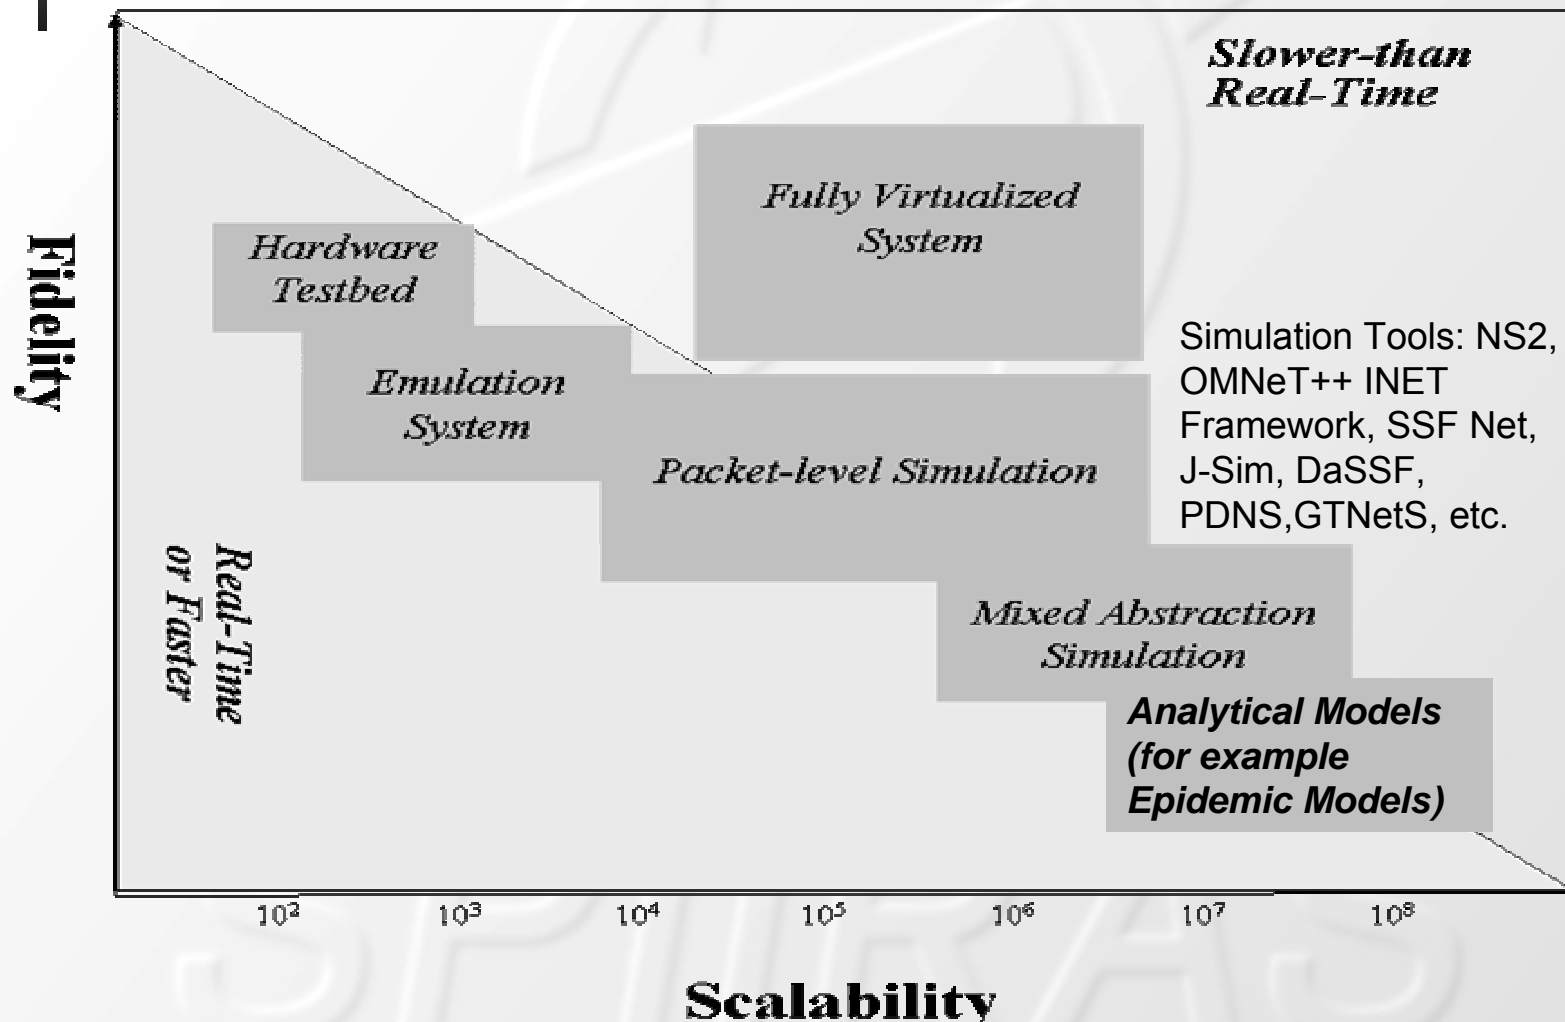 Slower-than
Real-Time
Fully Virtualized
System
Hardware
Testbed
Fidelity
Simulation Tools: NS2,
OMNeT++ INET
Framework, SSF Net,
J-Sim, DaSSF,
PDNS,GTNetS, etc.
Emulation
System
Packet-level Simulation
Real-Time
or Faster
Mixed Abstraction
Simulation
Analytical Models
(for example
Epidemic Models)
10² 10³ 10⁴ 10⁵ 10⁶ 10⁷ 10⁸
Scalability
SPIIRAS